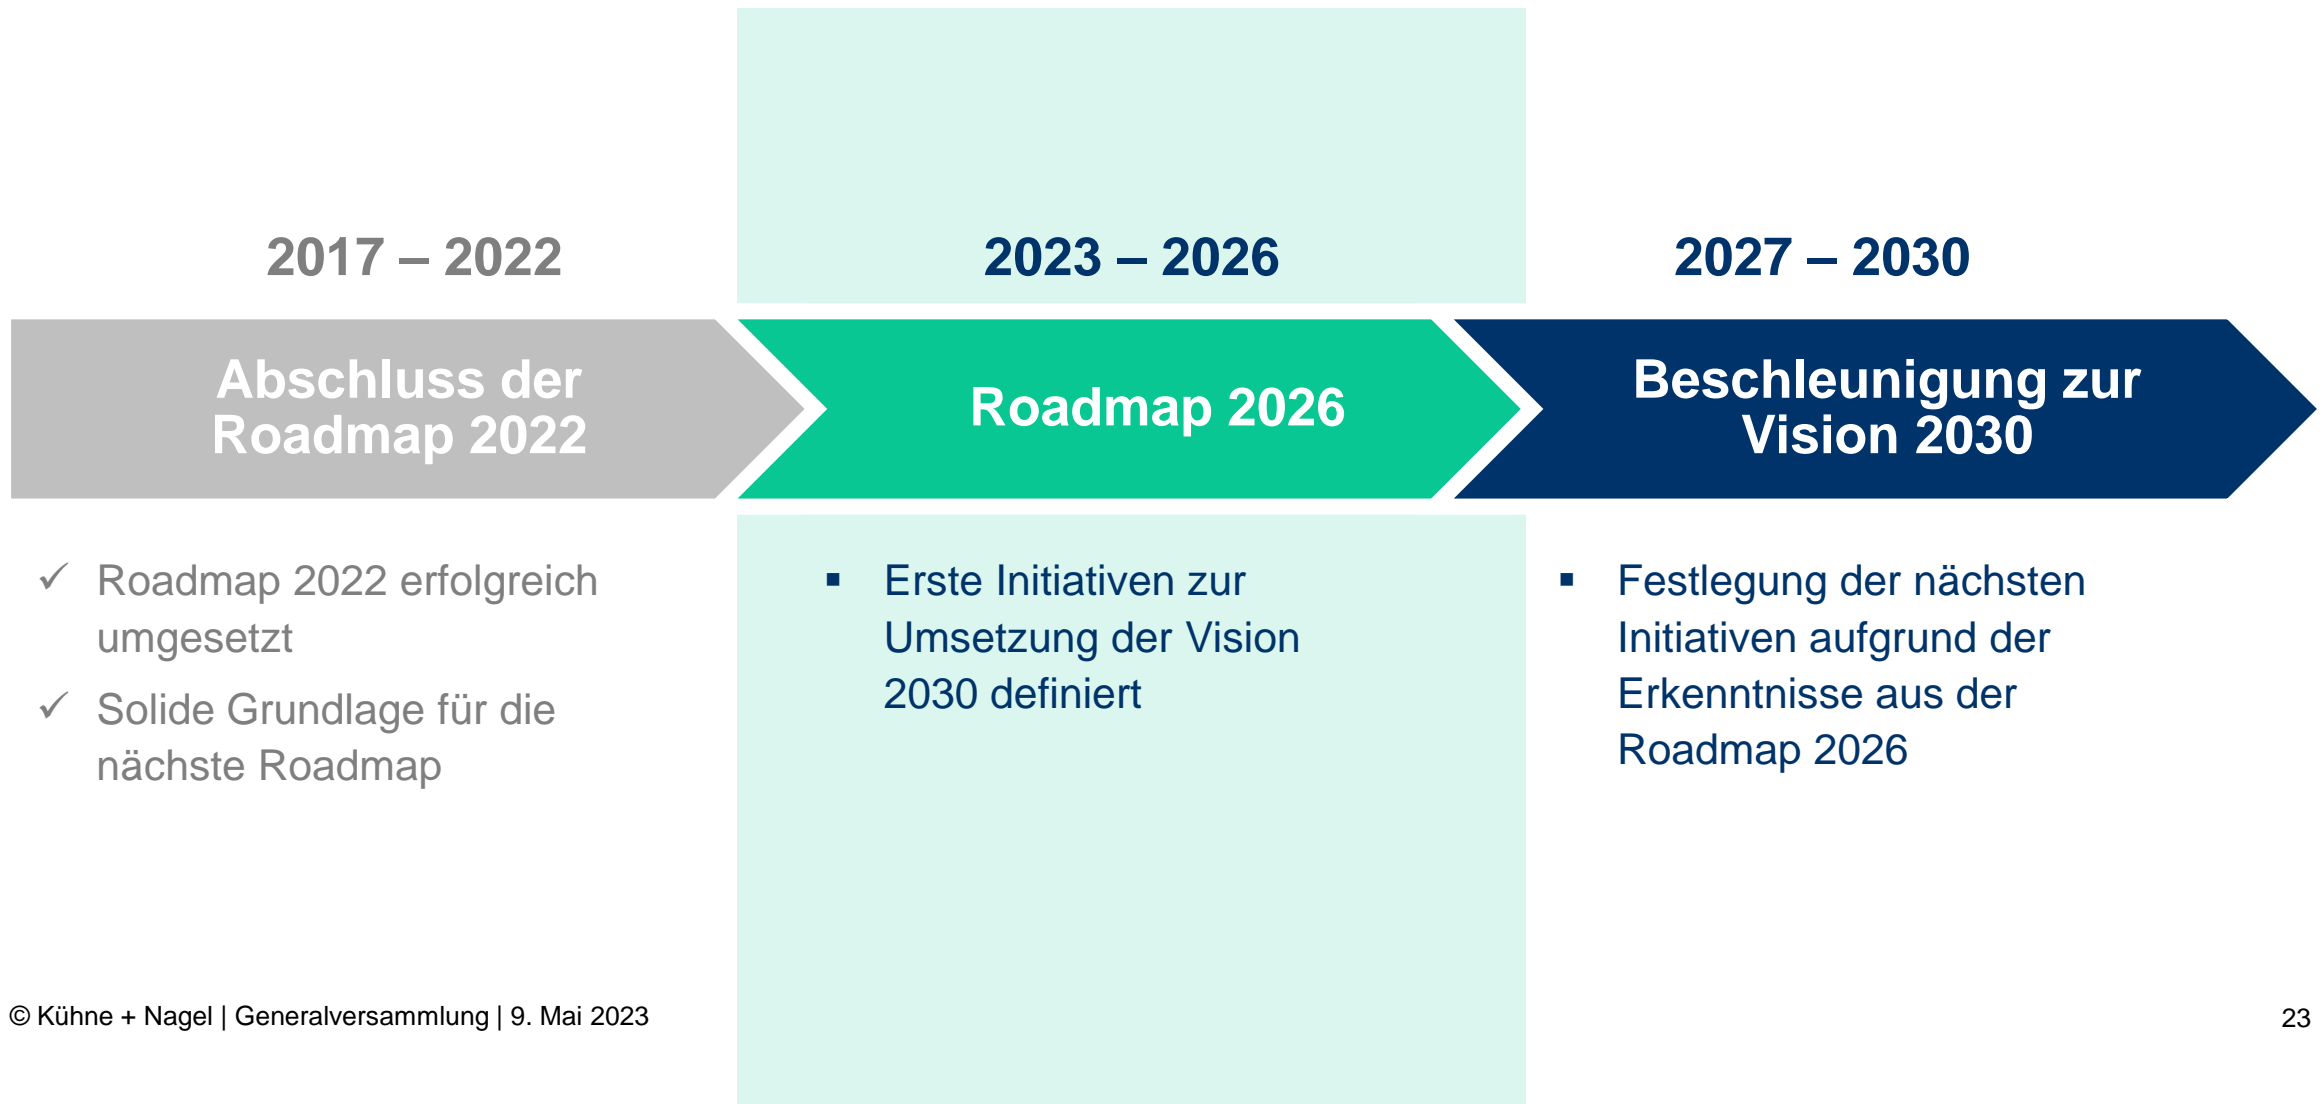 2017 – 2022
Abschluss der
Roadmap 2022
✓ Roadmap 2022 erfolgreich
umgesetzt
✓ Solide Grundlage für die
nächste Roadmap
2023 – 2026
Roadmap 2026
▪ Erste Initiativen zur
Umsetzung der Vision
2030 definiert
2027 – 2030
Beschleunigung zur
Vision 2030
▪ Festlegung der nächsten
Initiativen aufgrund der
Erkenntnisse aus der
Roadmap 2026
© Kühne + Nagel | Generalversammlung | 9. Mai 2023
23